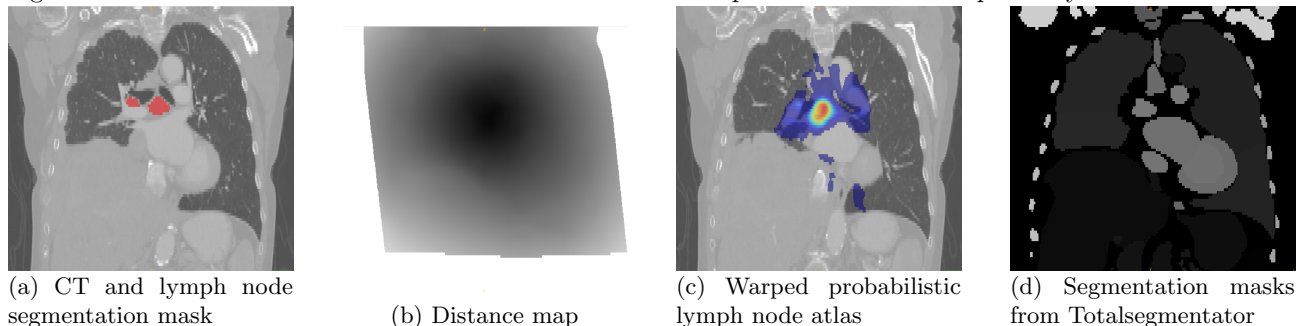 (a) CT and lymph node
segmentation mask
(b) Distance map
(c) Warped probabilistic
lymph node atlas
(d) Segmentation masks
from Totalsegmentator